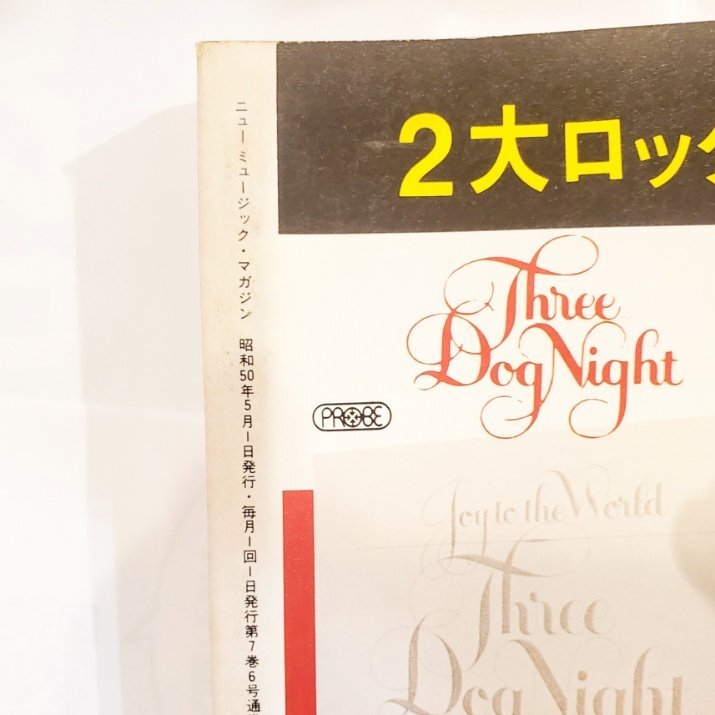 ニューミュージック・マガジン 昭和50年5月1日発行・毎月1回1日発行第7巻6号通
2大ロック
Three
Dog Night
PROBE
Joy to the World
Three
Dog Night